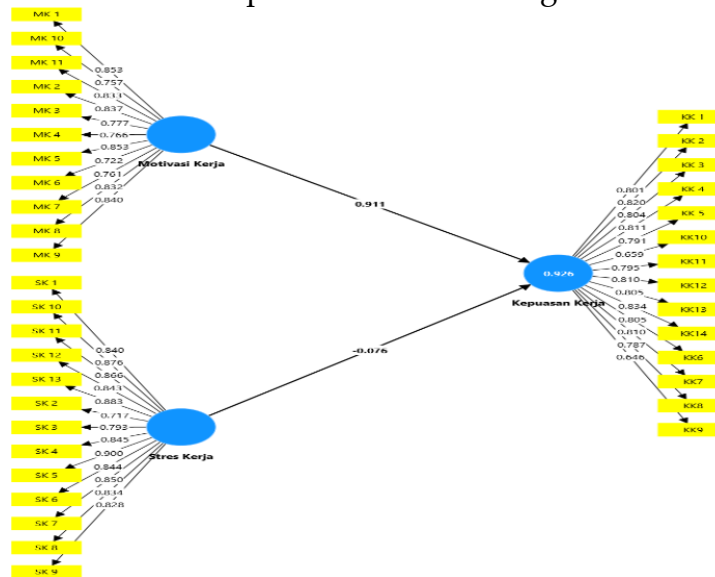 MK 1
MK 10
MK 11
MK 2
MK 3
MK 4
MK 5
MK 6
MK 7
MK 8
MK 9
0.853
0.757
0.833
0.837
0.777
0.766
0.853
0.722
0.761
0.832
0.840
Motivasi Kerja
0.911
SK 1
SK 10
SK 11
SK 12
SK 13
SK 2
SK 3
SK 4
SK 5
SK 6
SK 7
SK 8
SK 9
0.840
0.876
0.866
0.843
0.883
0.717
0.793
0.845
0.900
0.844
0.850
0.834
0.828
Stres Kerja
-0.076
0.926
Kepuasan Kerja
0.801
0.820
0.804
0.811
0.791
0.659
0.795
0.810
0.805
0.834
0.805
0.810
0.787
0.646
KK 1
KK 2
KK 3
KK 4
KK 5
KK10
KK11
KK12
KK13
KK14
KK6
KK7
KK8
KK9